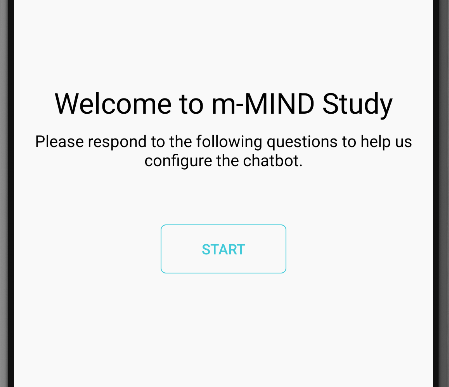 Welcome to m-MIND Study
Please respond to the following questions to help us
configure the chatbot.
START